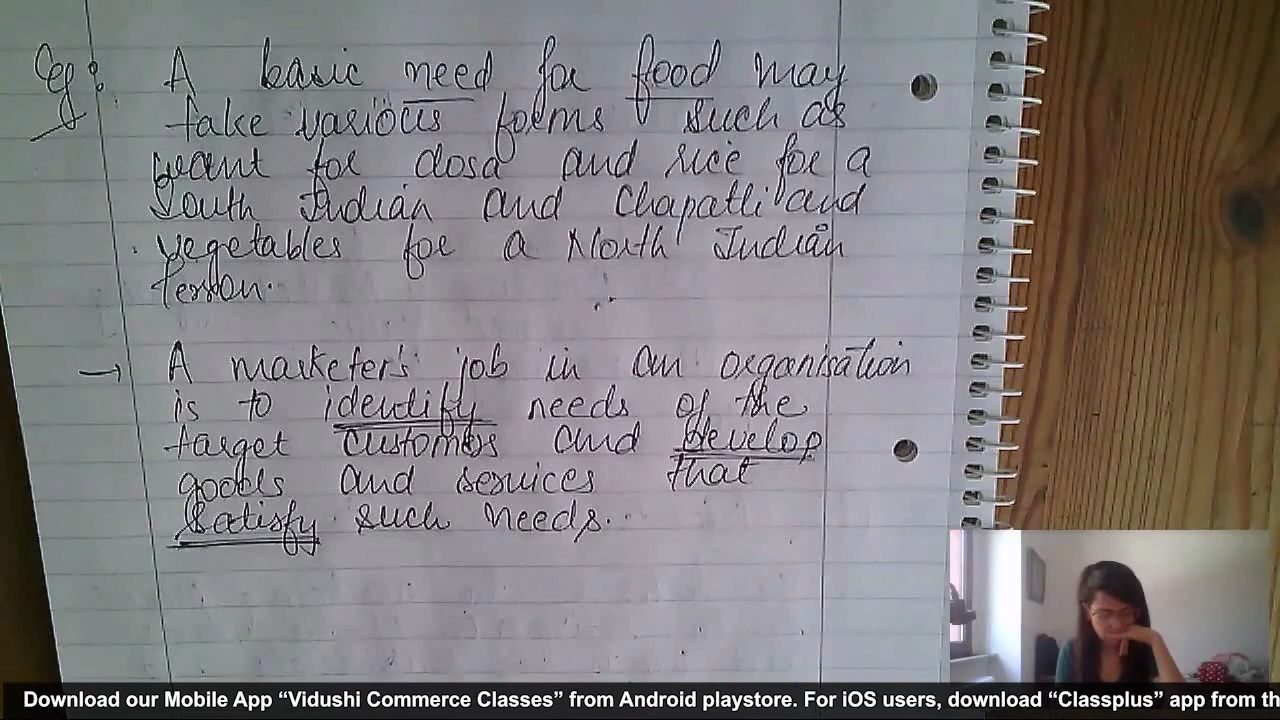 Eg: A basic need for food may
take various forms such as
want for dosa and rice for a
South Indian and Chapatti and
vegetables for a North Indian
Person.
→ A marketer's job in an organisation
is to identify needs of the
target customers and develop
goods and services that
satisfy such needs.
Download our Mobile App “Vidushi Commerce Classes” from Android playstore. For iOS users, download “Classplus” app from th